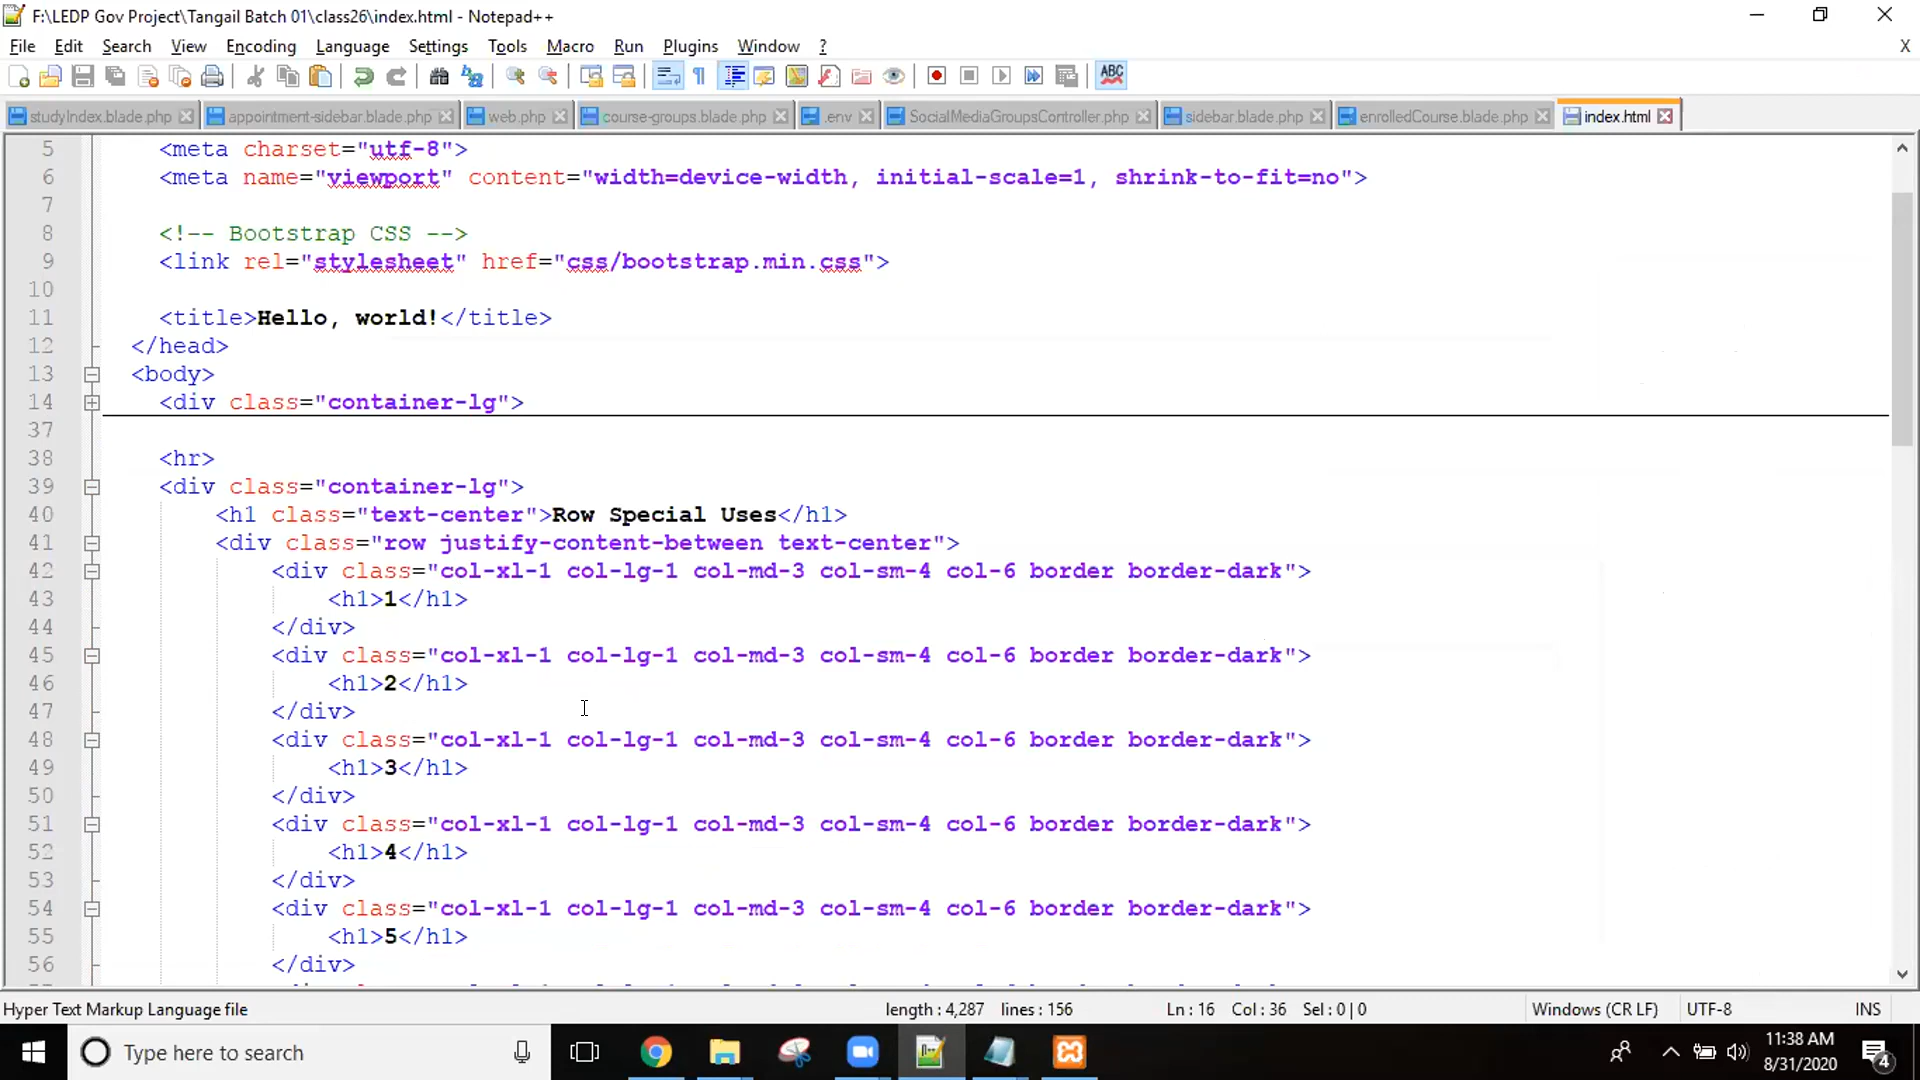 F:\LEDP Gov Project\Tangail Batch 01\class26\index.html - Notepad++
File Edit Search View Encoding Language Settings Tools Macro Run Plugins Window ? X
ABC
studyIndex.blade.php appointment-sidebar.blade.php web.php course-groups.blade.php .env SocialMediaGroupsController.php sidebar.blade.php enrolledCourse.blade.php index.html
5 <meta charset="utf-8">
6 <meta name="viewport" content="width=device-width, initial-scale=1, shrink-to-fit=no">
7
8 <!-- Bootstrap CSS -->
9 <link rel="stylesheet" href="css/bootstrap.min.css">
10
11 <title>Hello, world!</title>
12 </head>
13 <body>
14 <div class="container-lg">
37
38 <hr>
39 <div class="container-lg">
40 <h1 class="text-center">Row Special Uses</h1>
41 <div class="row justify-content-between text-center">
42 <div class="col-xl-1 col-lg-1 col-md-3 col-sm-4 col-6 border border-dark">
43 <h1>1</h1>
44 </div>
45 <div class="col-xl-1 col-lg-1 col-md-3 col-sm-4 col-6 border border-dark">
46 <h1>2</h1>
47 </div>
48 <div class="col-xl-1 col-lg-1 col-md-3 col-sm-4 col-6 border border-dark">
49 <h1>3</h1>
50 </div>
51 <div class="col-xl-1 col-lg-1 col-md-3 col-sm-4 col-6 border border-dark">
52 <h1>4</h1>
53 </div>
54 <div class="col-xl-1 col-lg-1 col-md-3 col-sm-4 col-6 border border-dark">
55 <h1>5</h1>
56 </div>
Hyper Text Markup Language file length : 4,287 lines : 156 Ln : 16 Col : 36 Sel : 0 | 0 Windows (CR LF) UTF-8 INS
Type here to search
11:38 AM
8/31/2020
4